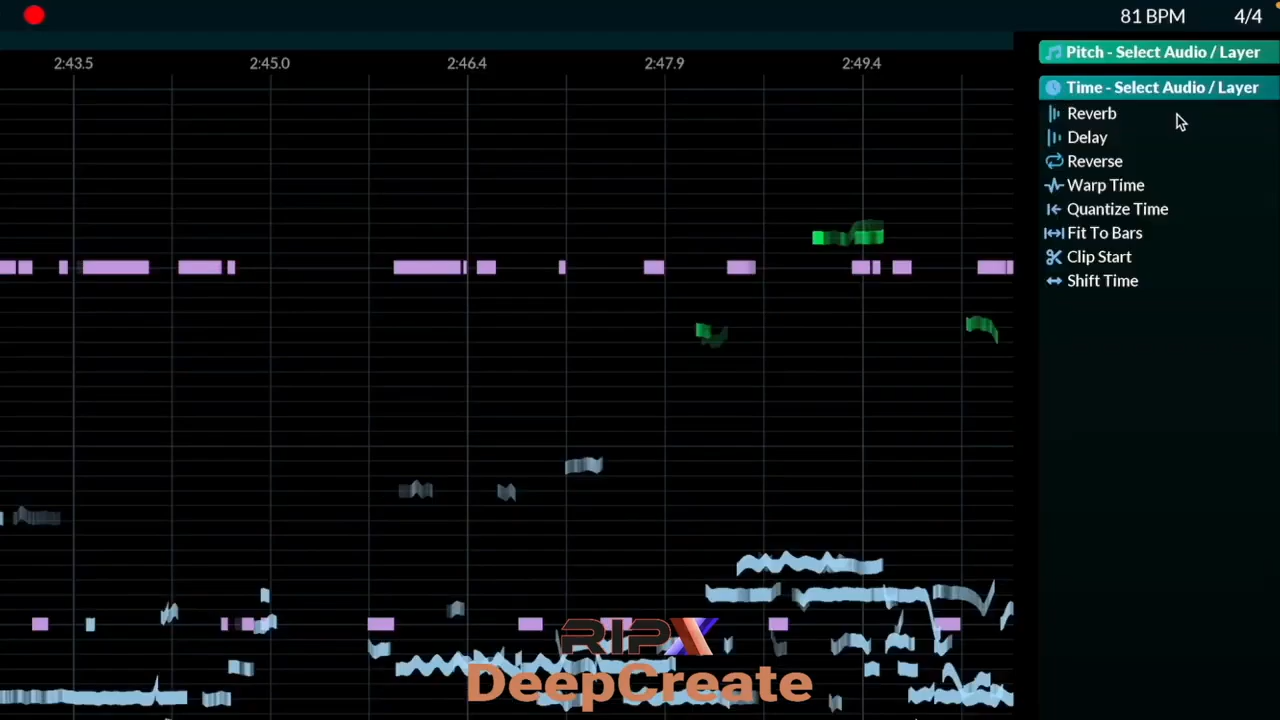 81 BPM 4/4
2:43.5 2:45.0 2:46.4 2:47.9 2:49.4
Pitch - Select Audio / Layer
Time - Select Audio / Layer
Reverb
Delay
Reverse
Warp Time
Quantize Time
Fit To Bars
Clip Start
Shift Time
RIPX
DeepCreate